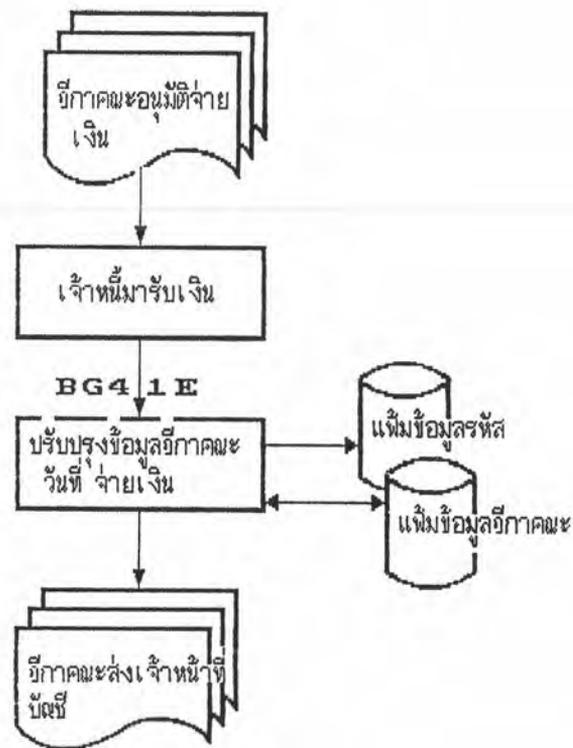 ฎีกาคณะอนุมัติจ่าย
เงิน
เจ้าหนี้มารับเงิน
BG41E
ปรับปรุงข้อมูลฎีกาคณะ
วันที่ จ่ายเงิน
แฟ้มข้อมูลรหัส
แฟ้มข้อมูลฎีกาคณะ
ฎีกาคณะส่งเจ้าหน้าที่
บัญชี